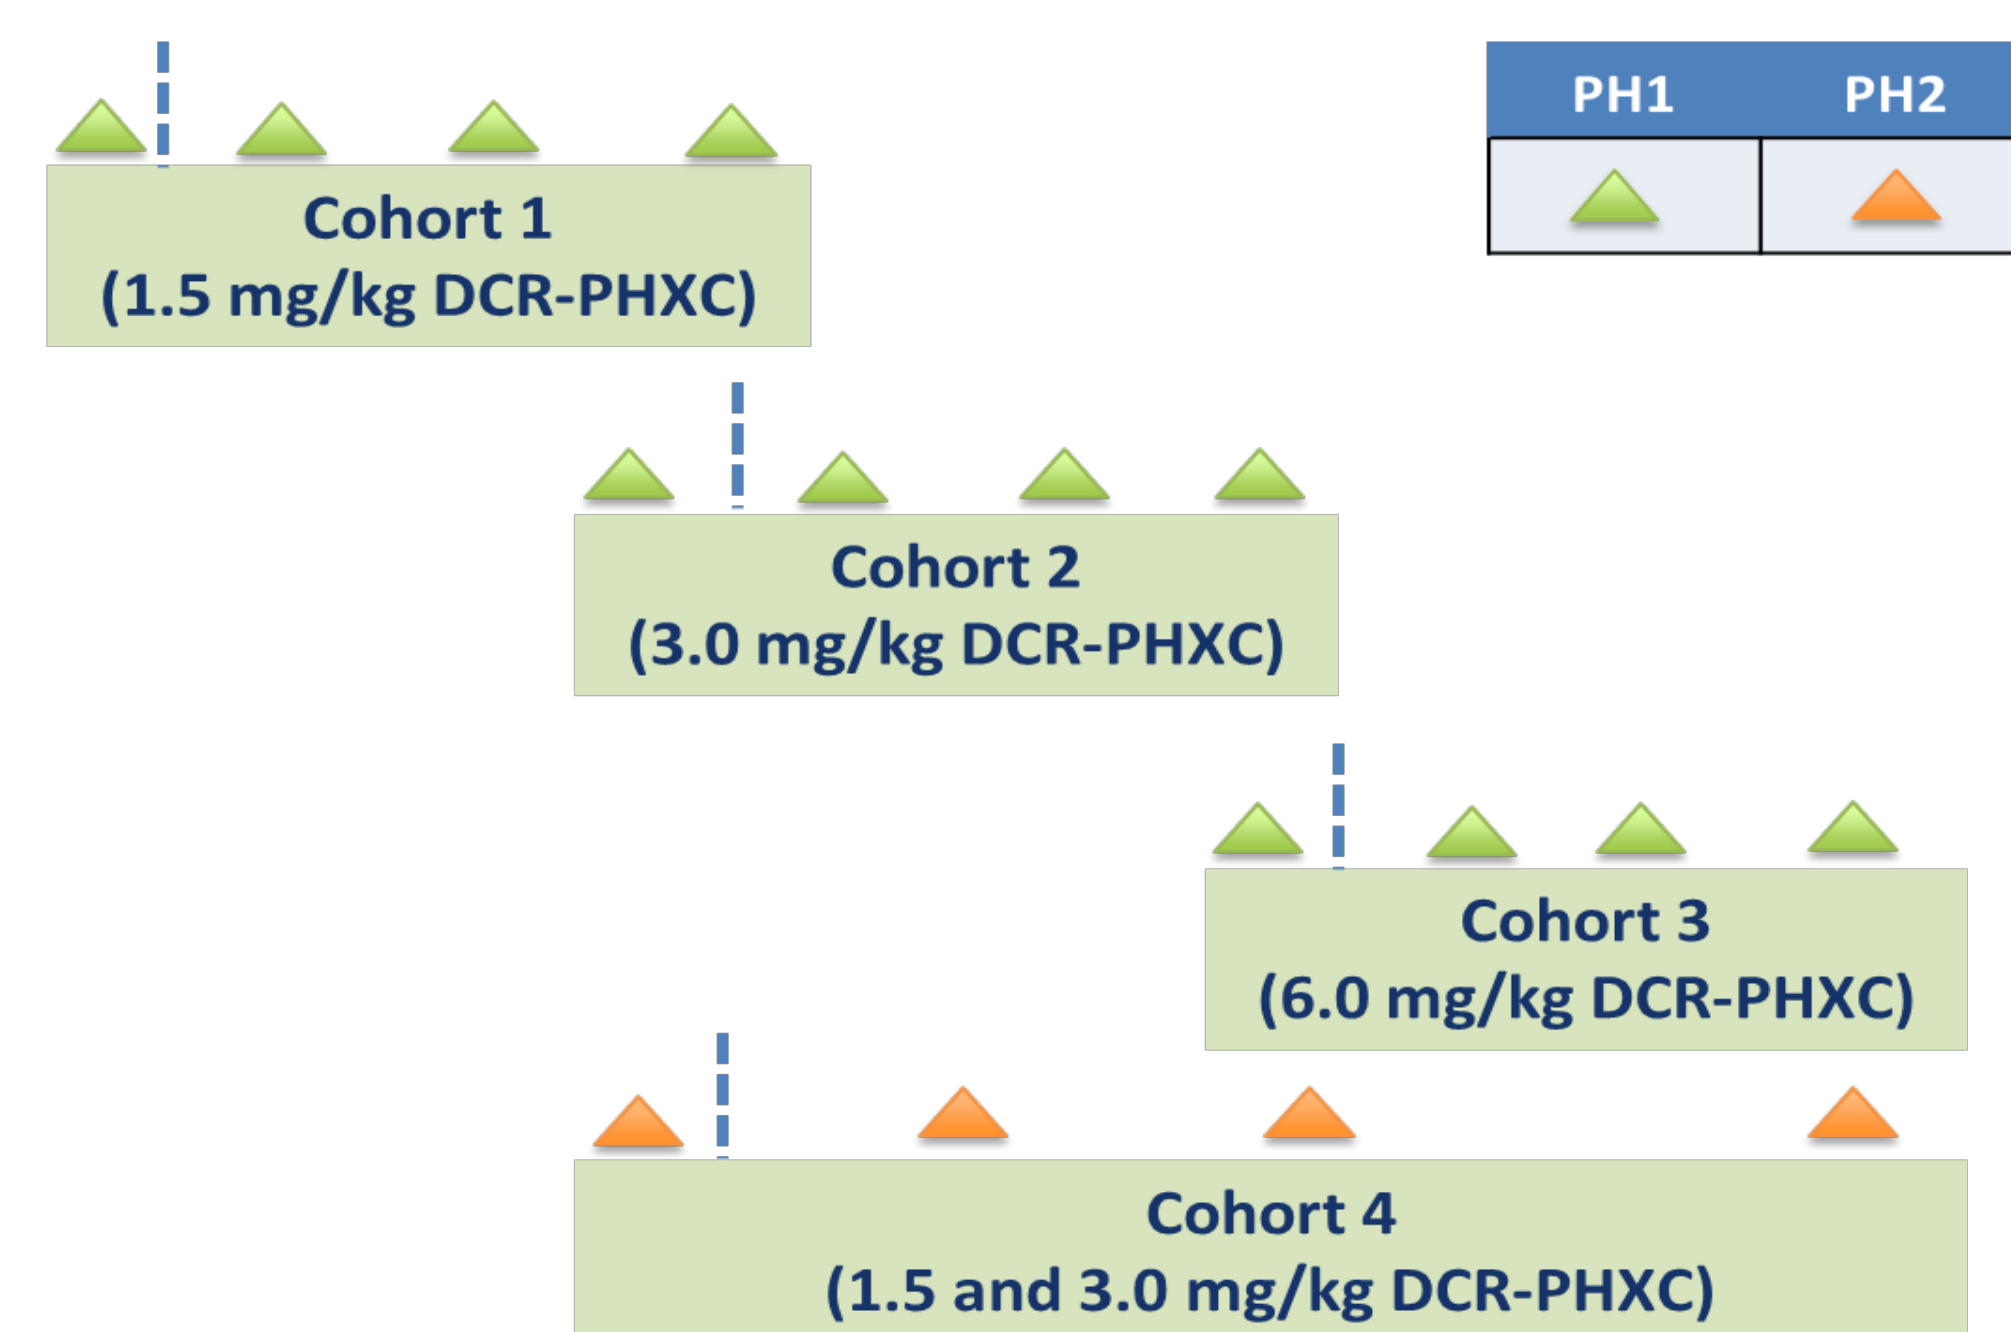 PH1 PH2
Cohort 1
(1.5 mg/kg DCR-PHXC)
Cohort 2
(3.0 mg/kg DCR-PHXC)
Cohort 3
(6.0 mg/kg DCR-PHXC)
Cohort 4
(1.5 and 3.0 mg/kg DCR-PHXC)